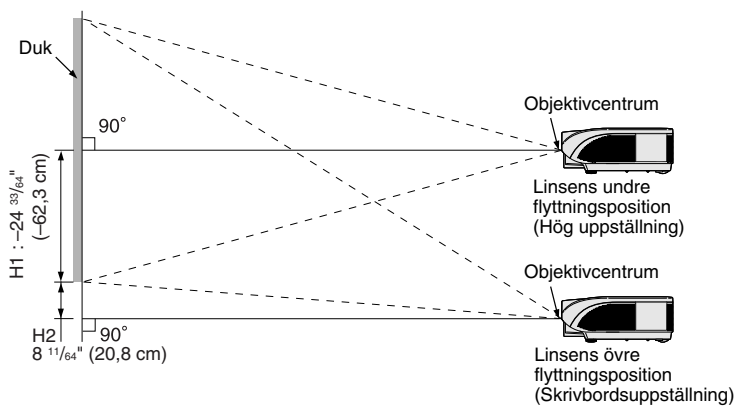 Duk
90°
Objektivcentrum
H1 : –24 33/64"
(–62,3 cm)
Linsens undre
flyttningsposition
(Hög uppställning)
Objektivcentrum
H2
90°
8 11/64" (20,8 cm)
Linsens övre
flyttningsposition
(Skrivbordsuppställning)